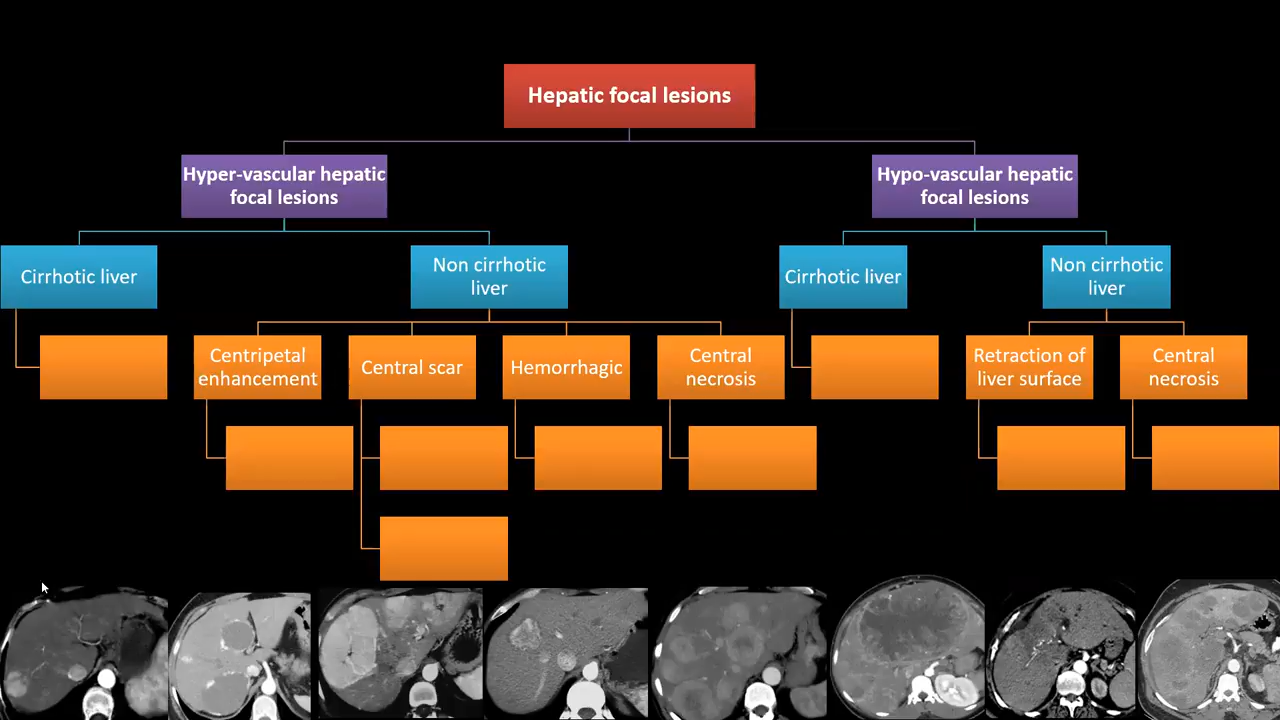 Hepatic focal lesions
Hyper-vascular hepatic
focal lesions
Hypo-vascular hepatic
focal lesions
Cirrhotic liver
Non cirrhotic
liver
Cirrhotic liver
Non cirrhotic
liver
Centripetal
enhancement
Central scar
Hemorrhagic
Central
necrosis
Retraction of
liver surface
Central
necrosis